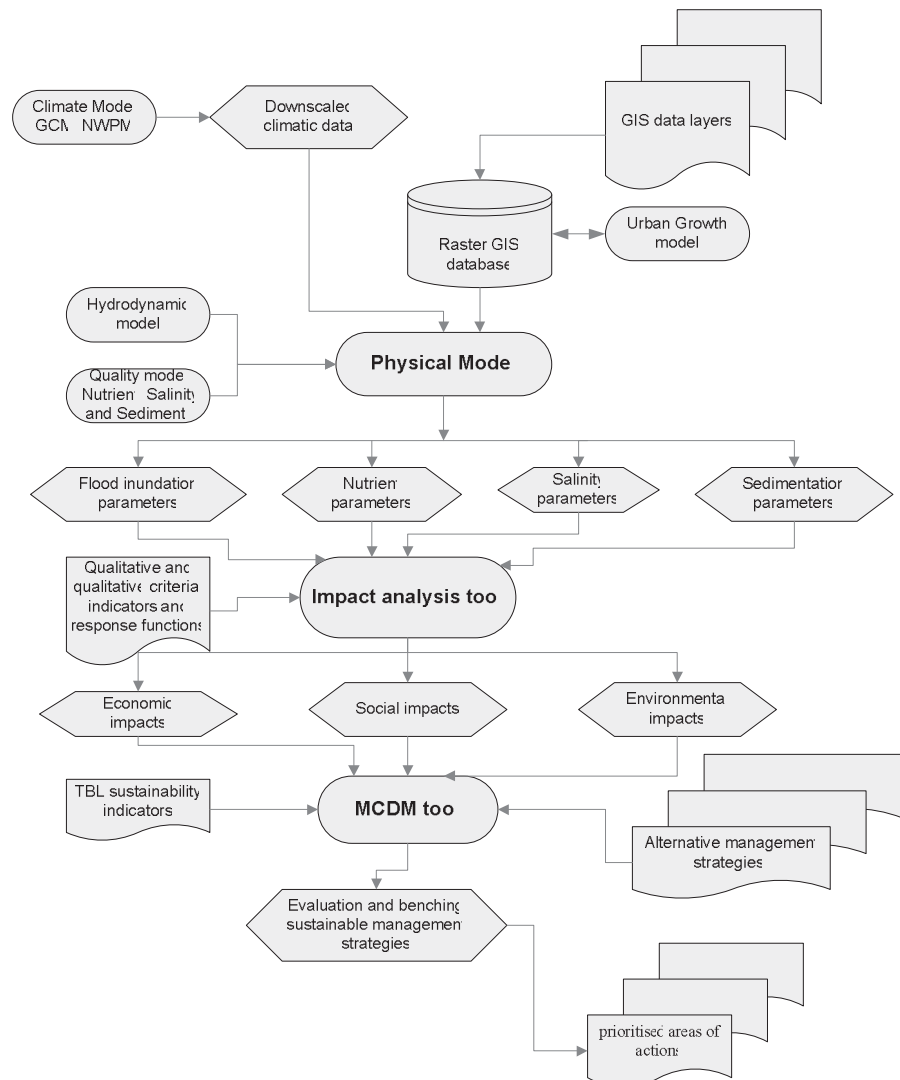 Climate Mode
GCM NWPM
Downscaled
climatic data
GIS data layers
Raster GIS
database
Urban Growth
model
Hydrodynamic
model
Physical Mode
Quality mode
Nutrien Salinity
and Sediment
Flood inundation
parameters
Nutrien
parameters
Salinity
parameters
Sedimentation
parameters
Qualitative and
qualitative criteria
indicators and
response functions
Impact analysis too
Economic
impacts
Social impacts
Environmenta
impacts
TBL sustainability
indicators
MCDM too
Alternative management
strategies
Evaluation and benching
sustainable management
strategies
prioritised areas of
actions